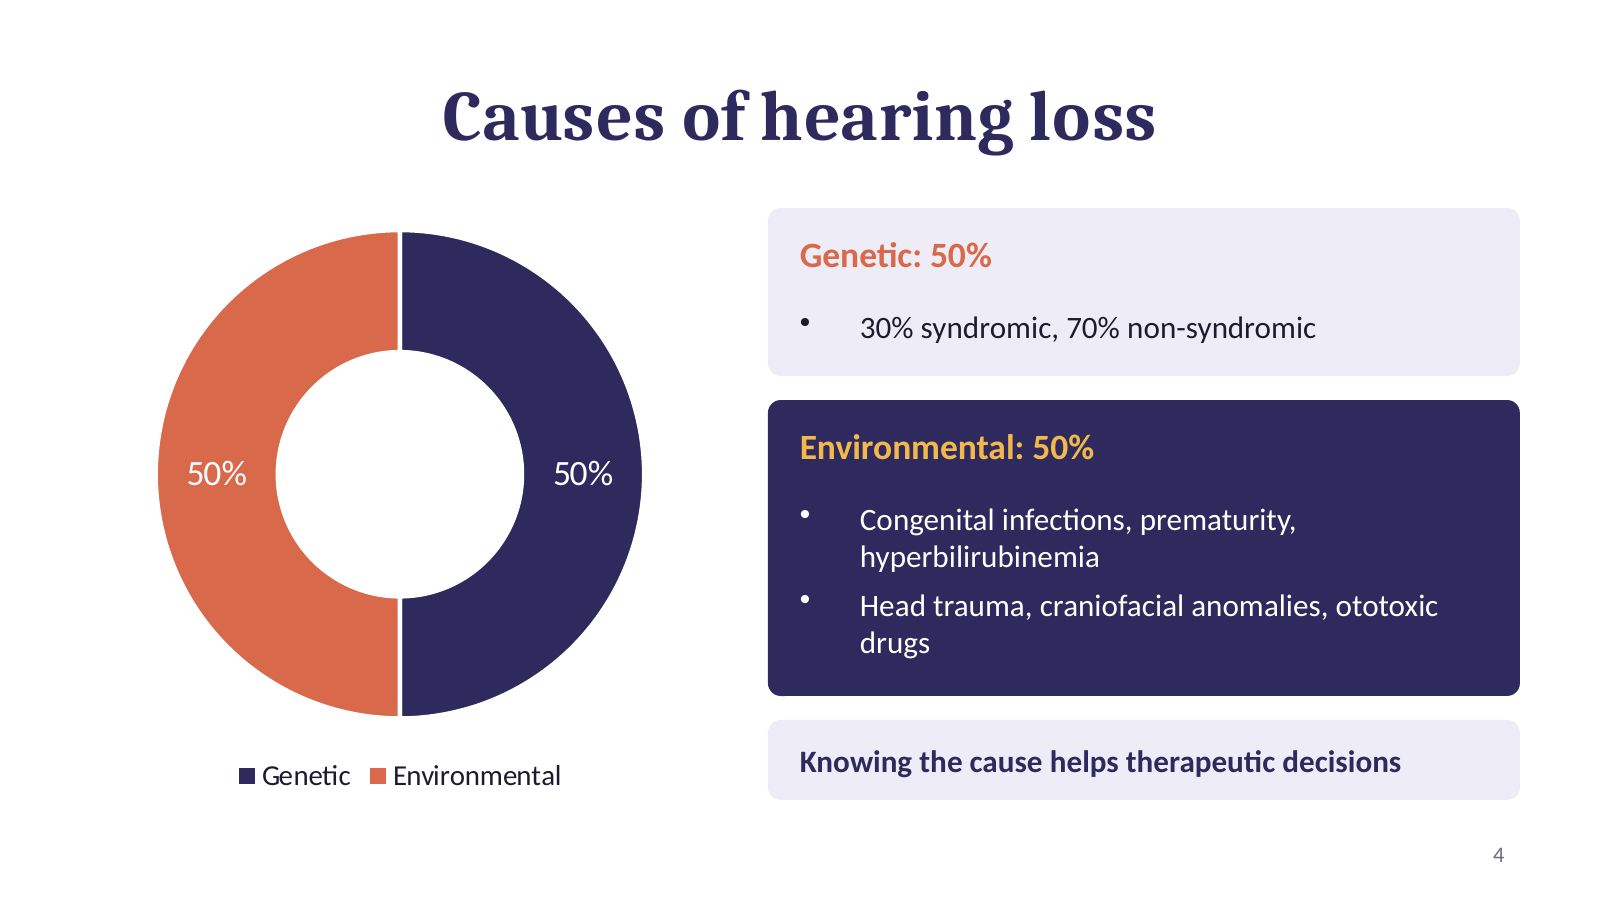 Causes of hearing loss
50%
50%
Genetic
Environmental
Genetic: 50%
• 30% syndromic, 70% non-syndromic
Environmental: 50%
• Congenital infections, prematurity,
hyperbilirubinemia
• Head trauma, craniofacial anomalies, ototoxic
drugs
Knowing the cause helps therapeutic decisions
4